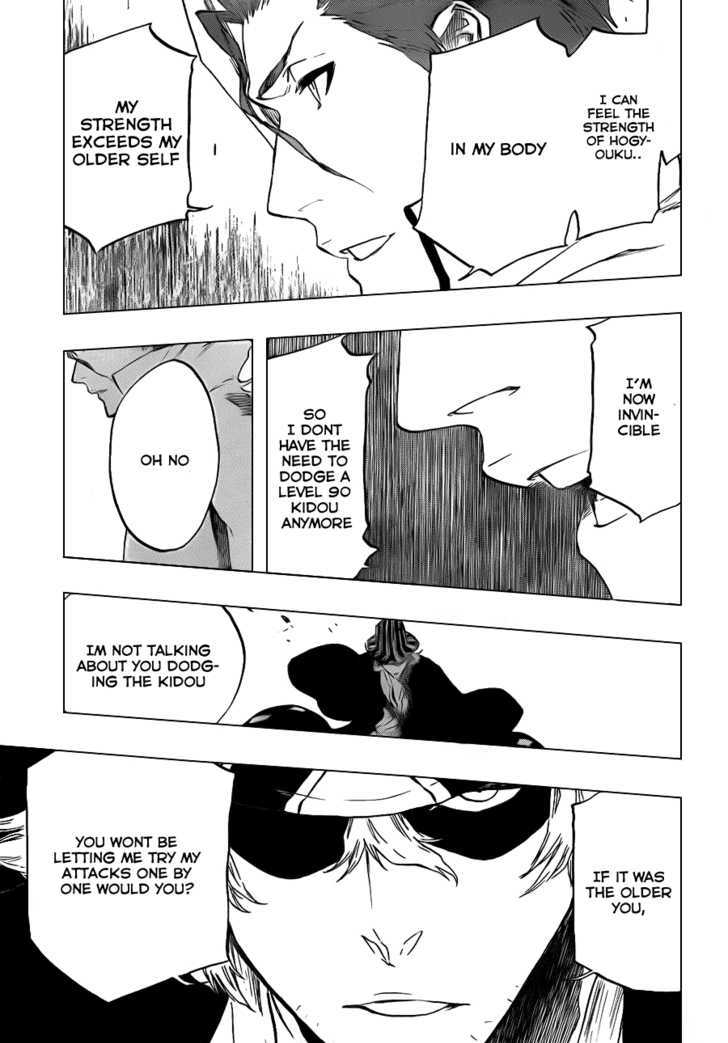 I CAN
FEEL THE
STRENGTH
OF HOGY-
OUKU..
IN MY BODY
I
MY
STRENGTH
EXCEEDS MY
OLDER SELF
I'M
NOW
INVIN-
CIBLE
SO
I DONT
HAVE THE
NEED TO
DODGE A
LEVEL 90
KIDOU
ANYMORE
OH NO
IM NOT TALKING
ABOUT YOU DODG-
ING THE KIDOU
IF IT WAS
THE OLDER
YOU,
YOU WONT BE
LETTING ME TRY MY
ATTACKS ONE BY
ONE WOULD YOU?